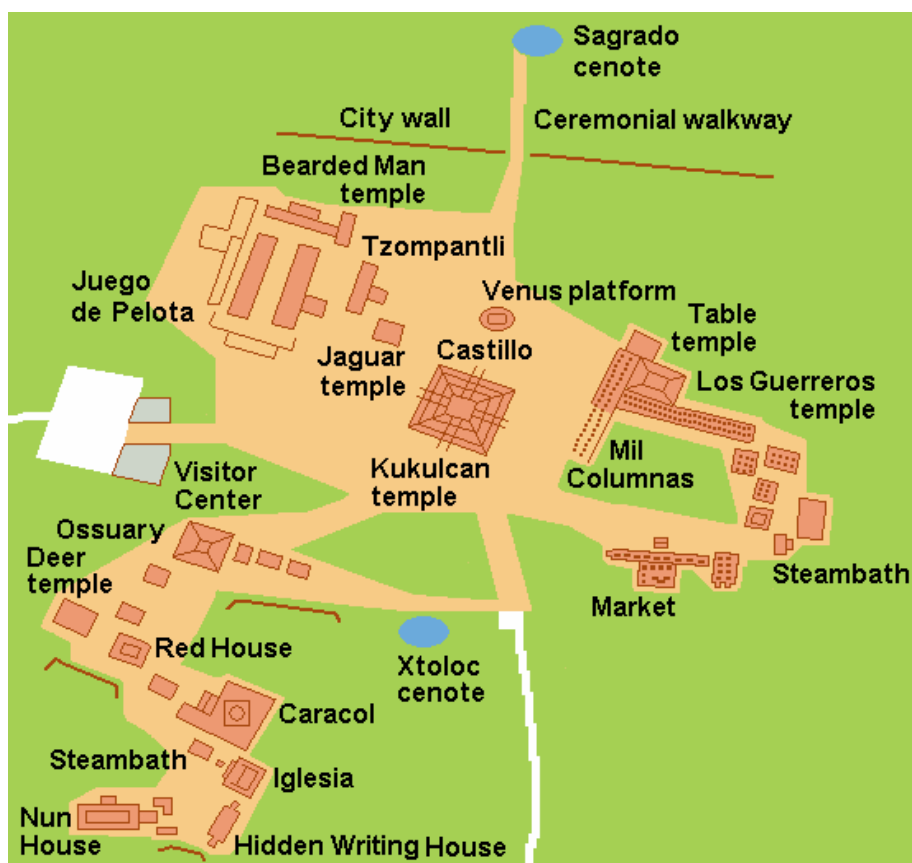 Sagrado
cenote
City wall
Ceremonial walkway
Bearded Man
temple
Tzompantli
Juego
de Pelota
Venus platform
Table
temple
Jaguar
temple
Castillo
Los Guerreros
temple
Kukulcan
temple
Mil
Columnas
Visitor
Center
Ossuary
Deer
temple
Steambath
Market
Red House
Xtoloc
cenote
Caracol
Steambath
Iglesia
Nun
House
Hidden Writing House